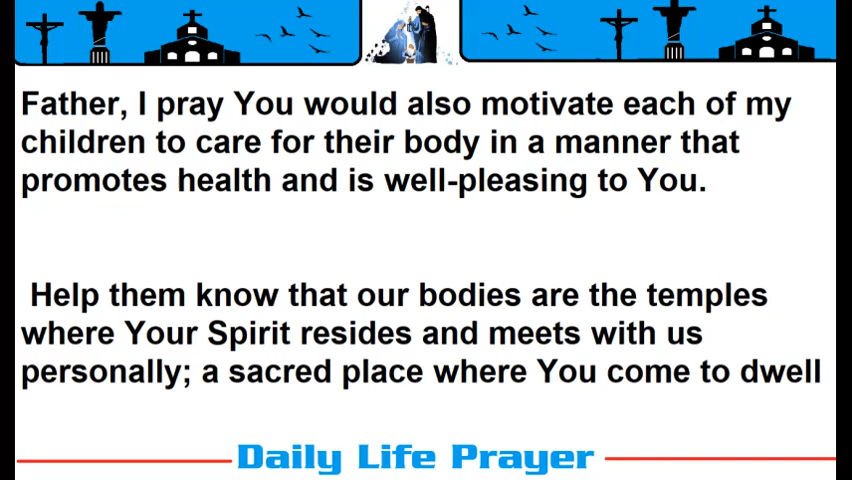 Father, I pray You would also motivate each of my
children to care for their body in a manner that
promotes health and is well-pleasing to You.
Help them know that our bodies are the temples
where Your Spirit resides and meets with us
personally; a sacred place where You come to dwell
Daily Life Prayer